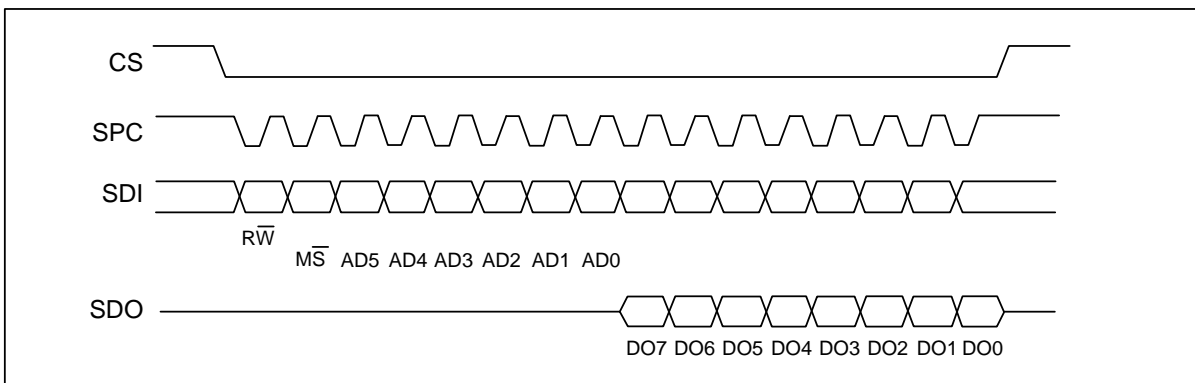 CS
SPC
SDI
RW̅
MS̅ AD5 AD4 AD3 AD2 AD1 AD0
SDO
DO7 DO6 DO5 DO4 DO3 DO2 DO1 DO0